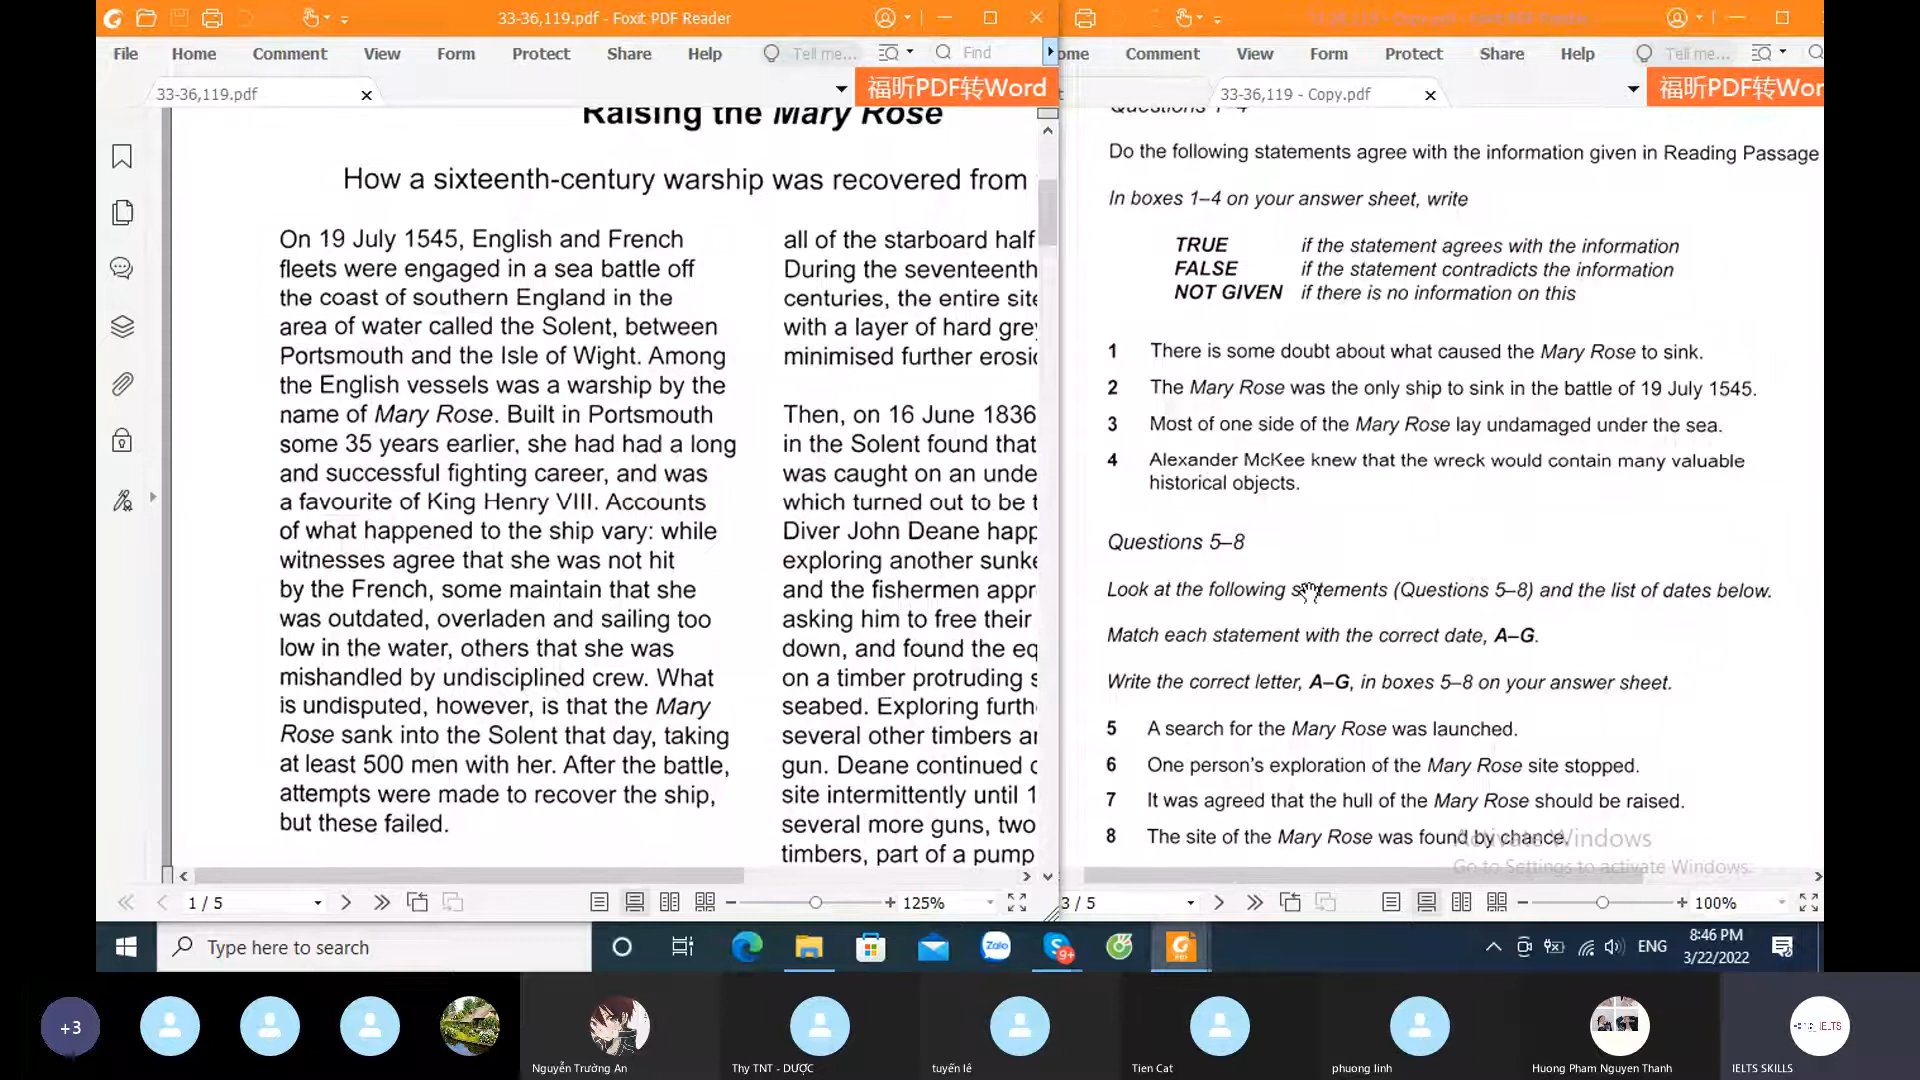 33-36,119.pdf - Foxit PDF Reader
File Home Comment View Form Protect Share Help Tell me... Find
33-36,119.pdf
福昕PDF转Word
Raising the Mary Rose
How a sixteenth-century warship was recovered from
On 19 July 1545, English and French
fleets were engaged in a sea battle off
the coast of southern England in the
area of water called the Solent, between
Portsmouth and the Isle of Wight. Among
the English vessels was a warship by the
name of Mary Rose. Built in Portsmouth
some 35 years earlier, she had had a long
and successful fighting career, and was
a favourite of King Henry VIII. Accounts
of what happened to the ship vary: while
witnesses agree that she was not hit
by the French, some maintain that she
was outdated, overladen and sailing too
low in the water, others that she was
mishandled by undisciplined crew. What
is undisputed, however, is that the Mary
Rose sank into the Solent that day, taking
at least 500 men with her. After the battle,
attempts were made to recover the ship,
but these failed.
all of the starboard half
During the seventeenth
centuries, the entire site
with a layer of hard grey
minimised further erosic
Then, on 16 June 1836
in the Solent found that
was caught on an unde
which turned out to be t
Diver John Deane happ
exploring another sunke
and the fishermen appr
asking him to free their
down, and found the eq
on a timber protruding s
seabed. Exploring furth
several other timbers a
gun. Deane continued
site intermittently until 1
several more guns, two
timbers, part of a pump
1 / 5
125%
33-36,119 - Copy.pdf - Foxit PDF Reader
ome Comment View Form Protect Share Help Tell me...
33-36,119 - Copy.pdf
福昕PDF转Wor
Questions 1–4
Do the following statements agree with the information given in Reading Passage
In boxes 1–4 on your answer sheet, write
TRUE if the statement agrees with the information
FALSE if the statement contradicts the information
NOT GIVEN if there is no information on this
1 There is some doubt about what caused the Mary Rose to sink.
2 The Mary Rose was the only ship to sink in the battle of 19 July 1545.
3 Most of one side of the Mary Rose lay undamaged under the sea.
4 Alexander McKee knew that the wreck would contain many valuable
historical objects.
Questions 5–8
Look at the following statements (Questions 5–8) and the list of dates below.
Match each statement with the correct date, A–G.
Write the correct letter, A–G, in boxes 5–8 on your answer sheet.
5 A search for the Mary Rose was launched.
6 One person's exploration of the Mary Rose site stopped.
7 It was agreed that the hull of the Mary Rose should be raised.
8 The site of the Mary Rose was found by chance.
Activate Windows
Go to Settings to activate Windows.
3 / 5
100%
Type here to search
Zalo
9+
ENG
8:46 PM
3/22/2022
+3
Nguyễn Trường An
Thy TNT - DƯỢC
tuyến lê
Tien Cat
phuong linh
Huong Pham Nguyen Thanh
IELTS
IELTS SKILLS